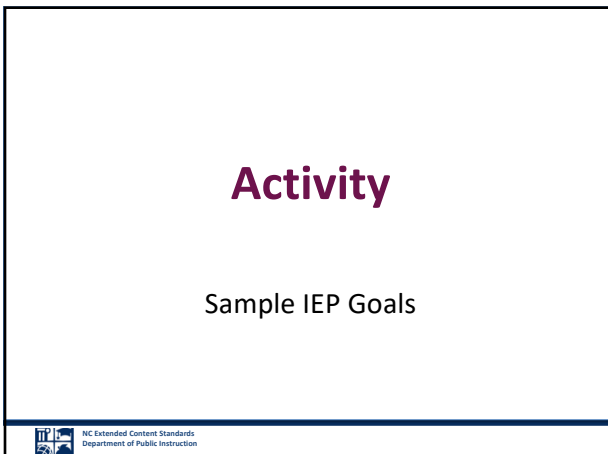 Activity
Sample IEP Goals
NC Extended Content Standards
Department of Public Instruction